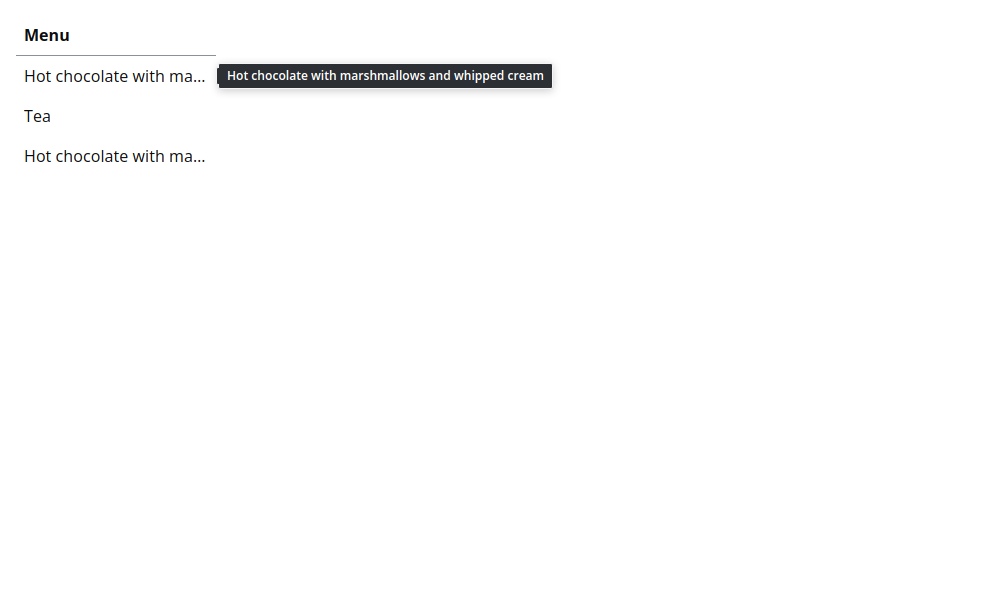 Menu
Hot chocolate with ma...
Hot chocolate with marshmallows and whipped cream
Tea
Hot chocolate with ma...